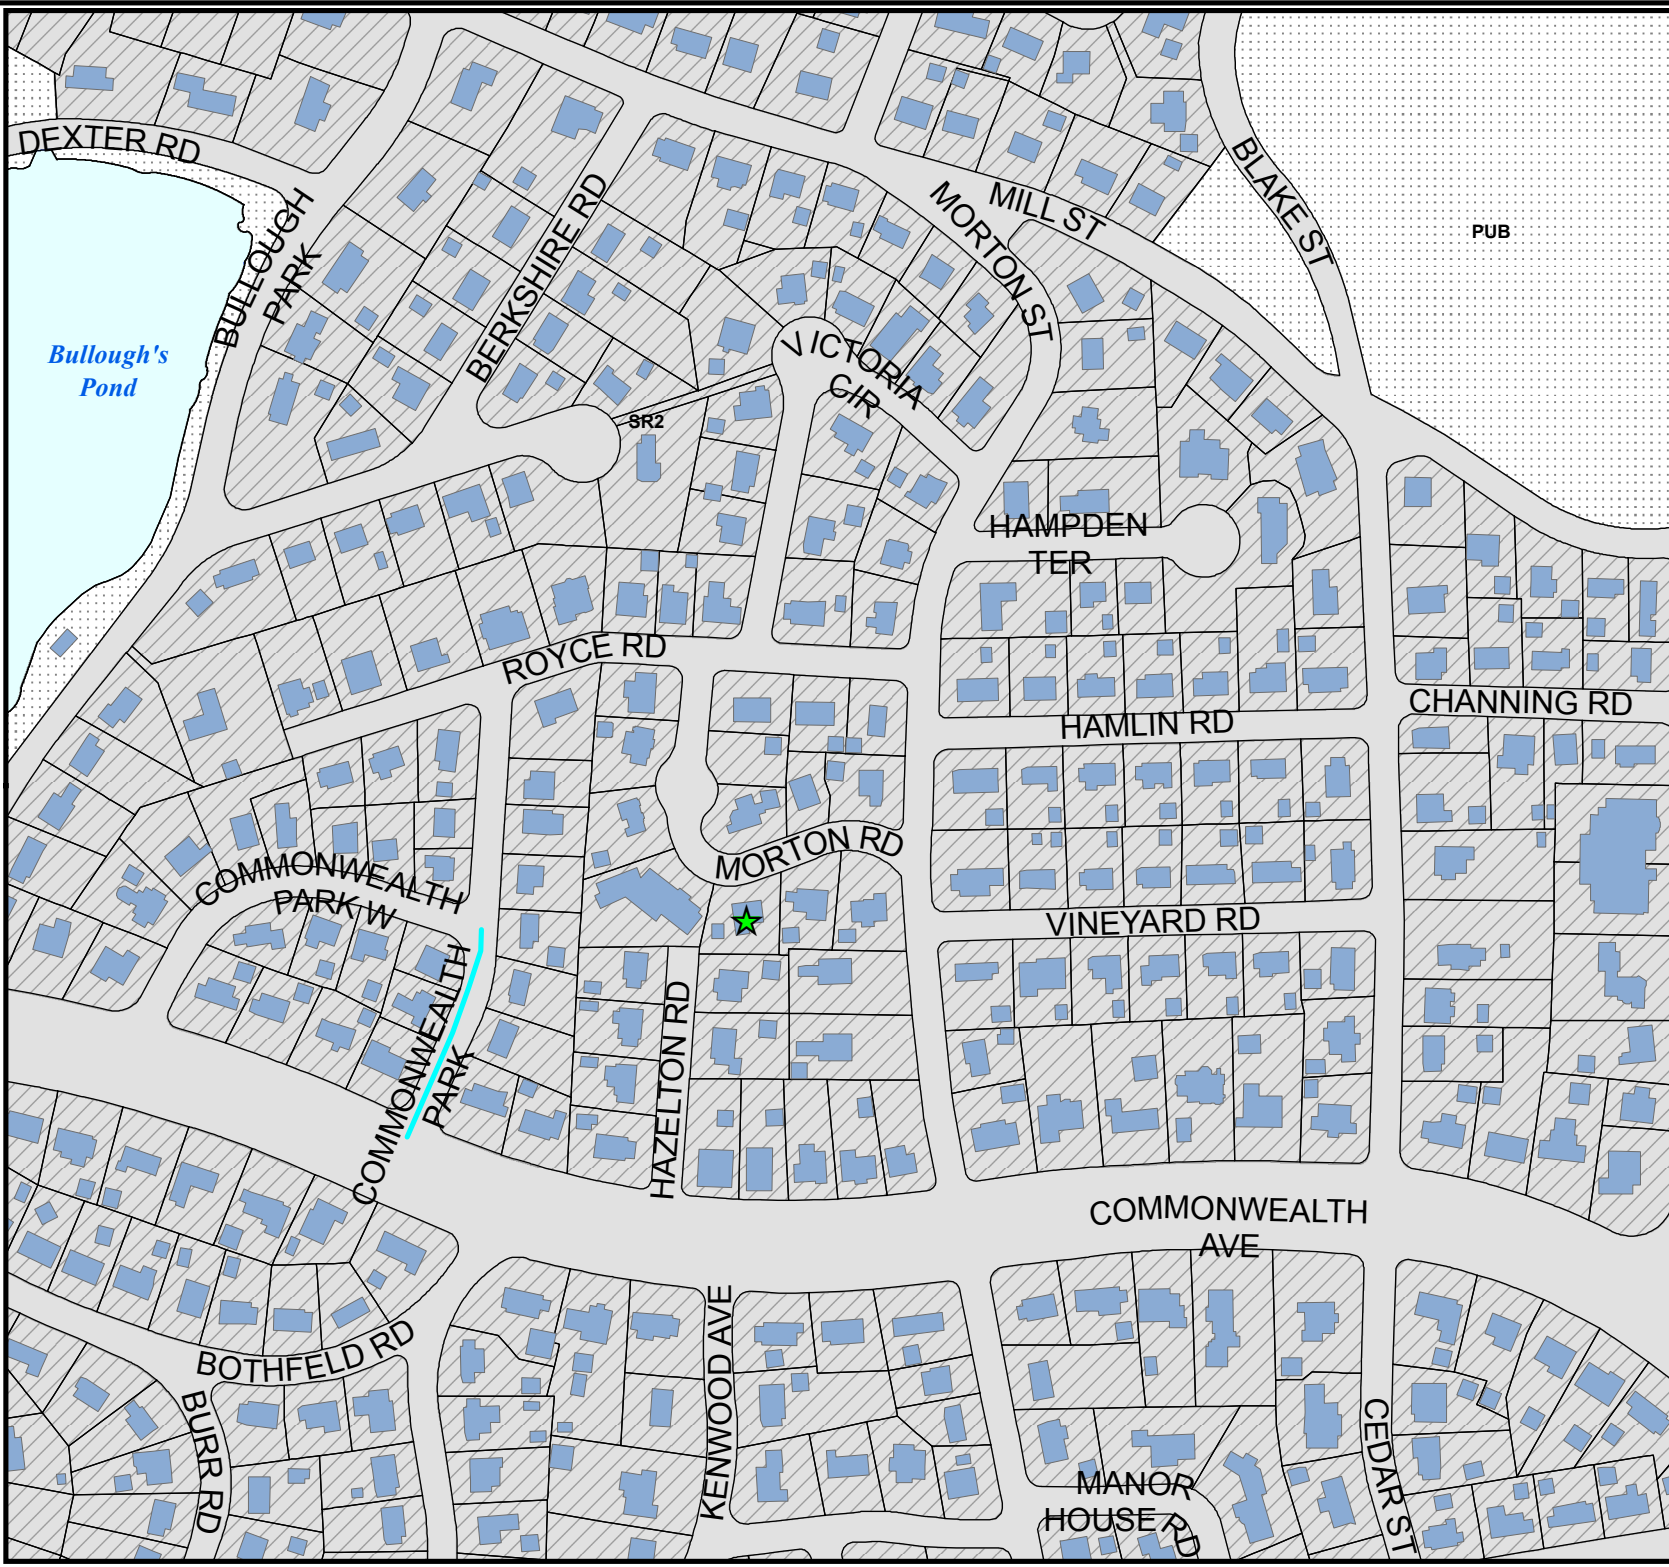 DEXTER RD
BULLOUGH
PARK
BERKSHIRE RD
MORTON ST
MILL ST
BLAKE ST
PUB
Bullough's
Pond
VICTORIA
CIR
SR2
HAMPDEN
TER
ROYCE RD
HAMLIN RD
CHANNING RD
MORTON RD
COMMONWEALTH
PARK W
VINEYARD RD
COMMONWEALTH
PARK
HAZELTON RD
COMMONWEALTH
AVE
KENWOOD AVE
BOTHFELD RD
BURR RD
CEDAR ST
MANOR
HOUSE RD